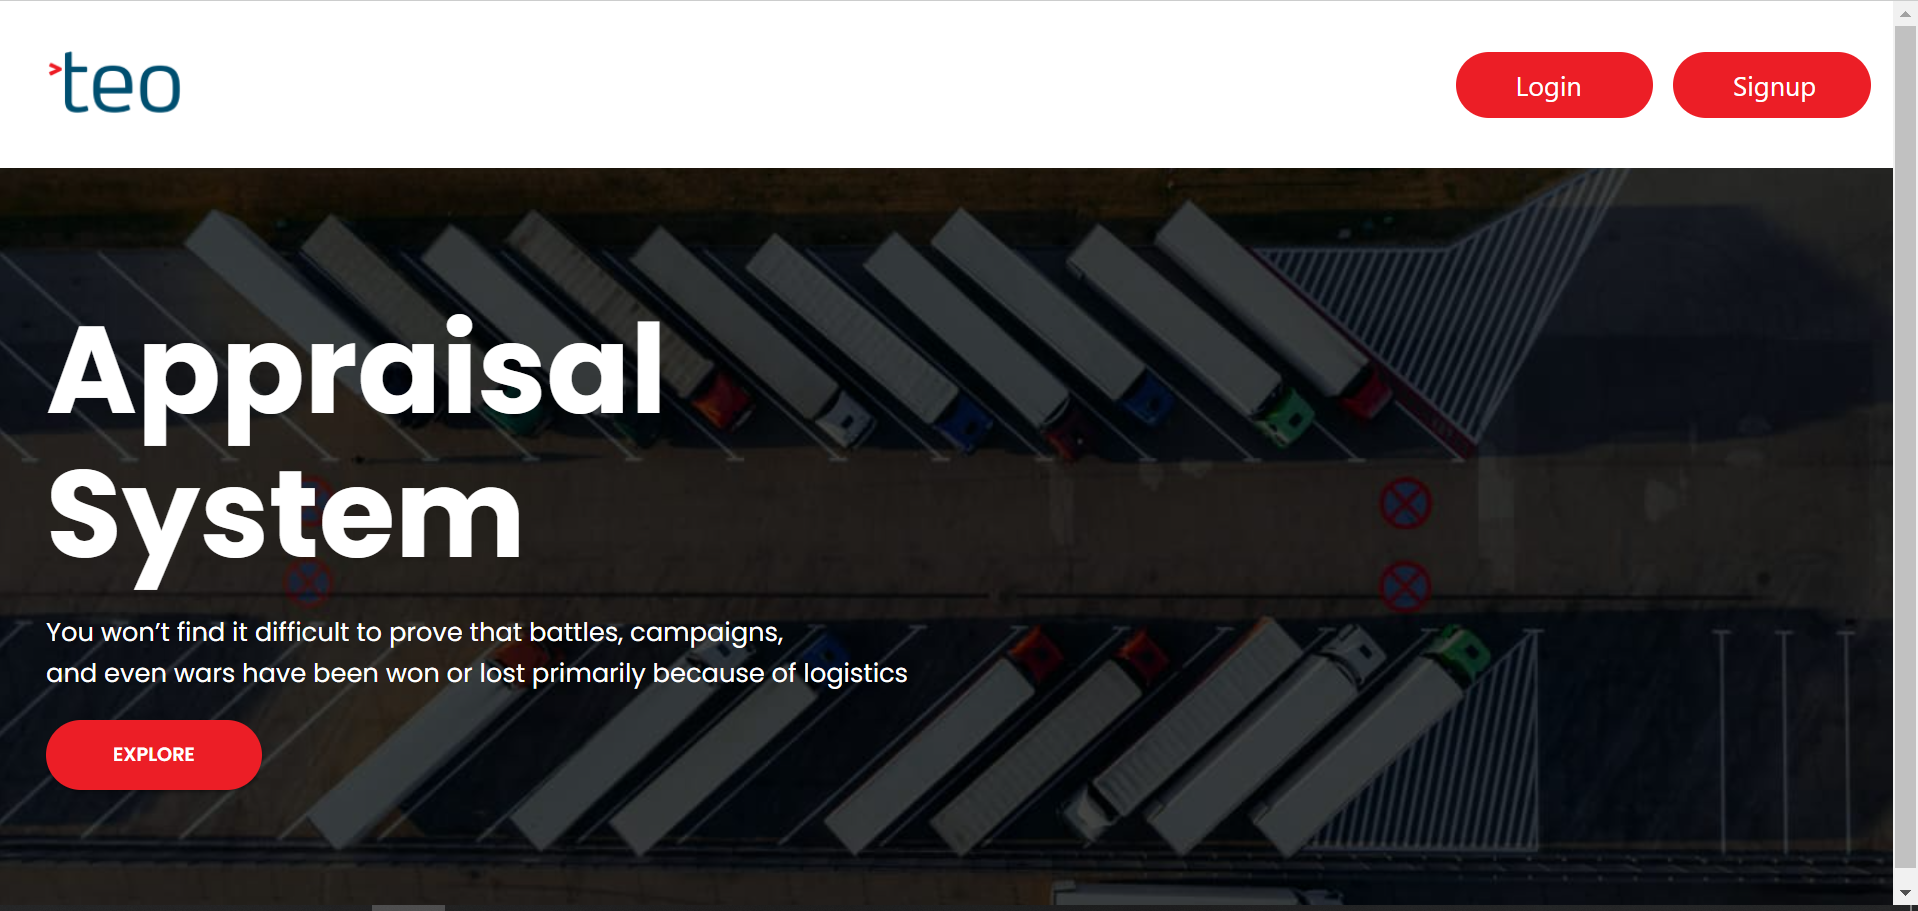 teo
Login
Signup
Appraisal
System
You won’t find it difficult to prove that battles, campaigns,
and even wars have been won or lost primarily because of logistics
EXPLORE